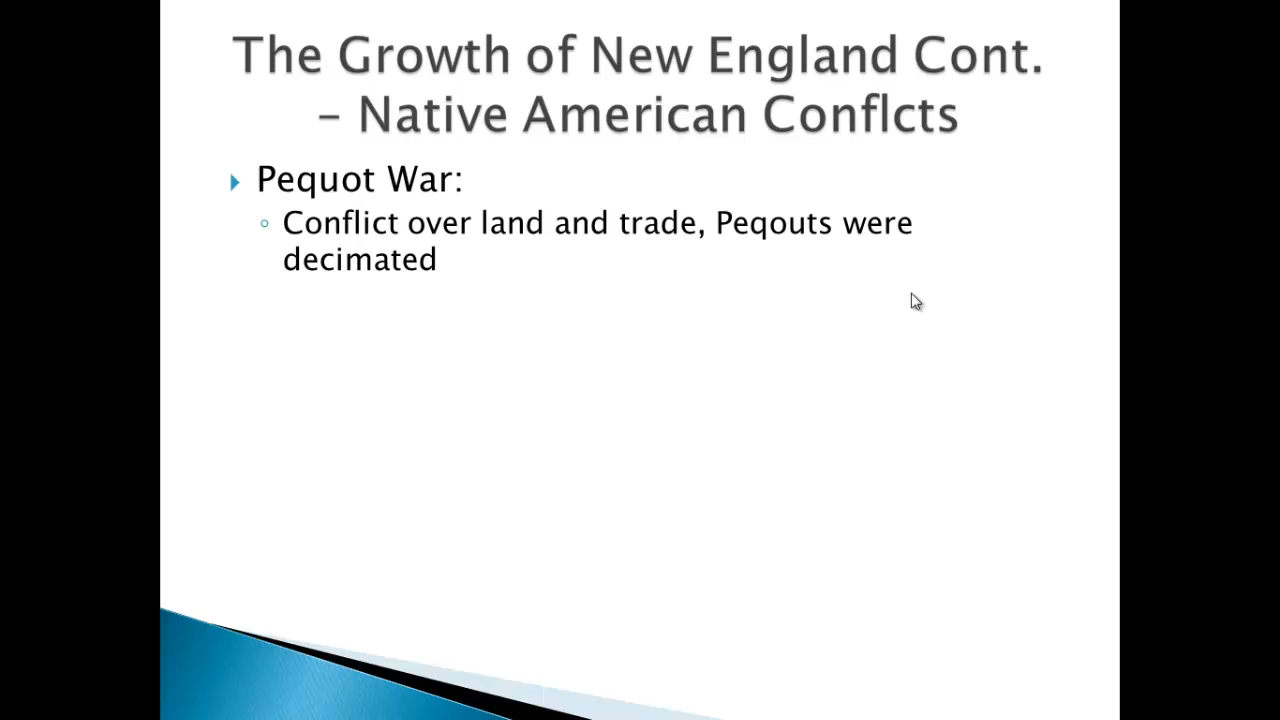 The Growth of New England Cont.
– Native American Conflcts
Pequot War:
Conflict over land and trade, Peqouts were
decimated